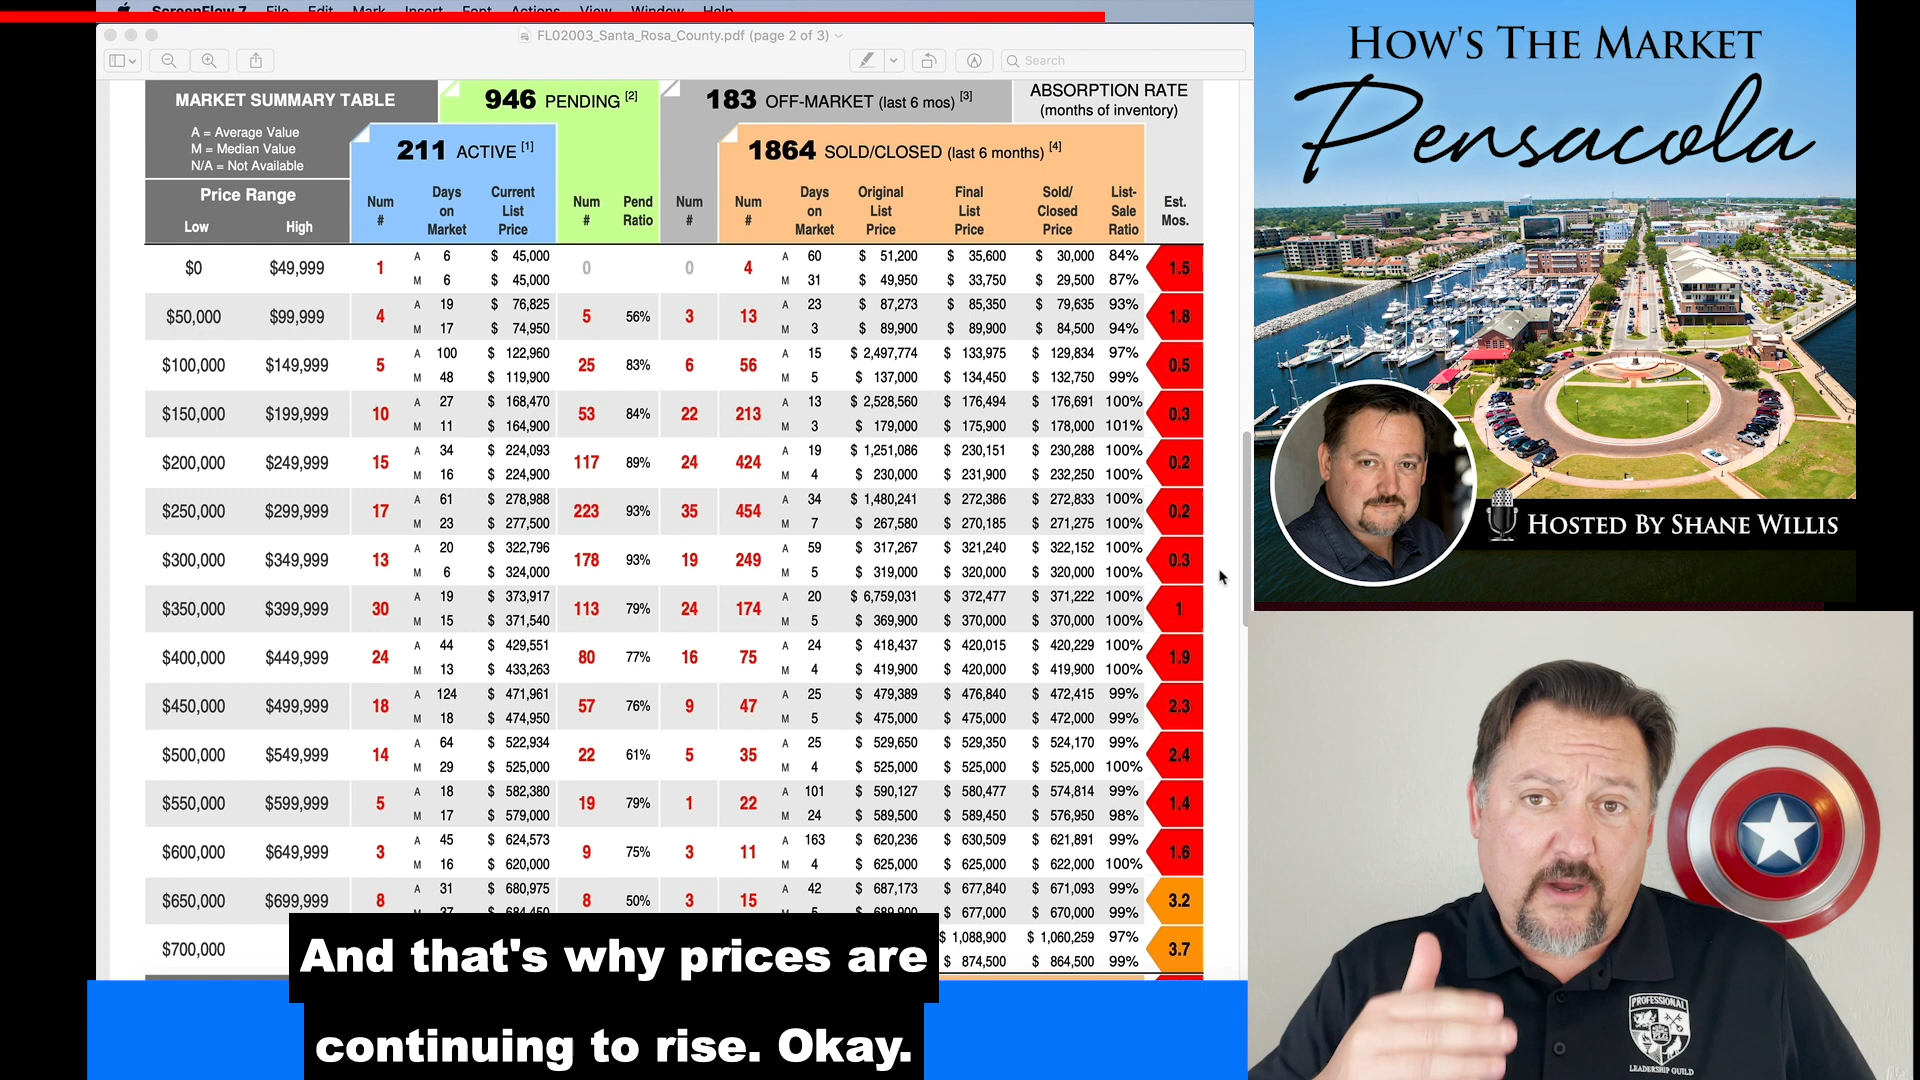 ScreenFlow 7 File Edit Mark Insert Font Actions View Window Help
FL02003_Santa_Rosa_County.pdf (page 2 of 3)
Search
MARKET SUMMARY TABLE
A = Average Value
M = Median Value
N/A = Not Available
946 PENDING [2]
183 OFF-MARKET (last 6 mos) [3]
ABSORPTION RATE
(months of inventory)
211 ACTIVE [1]
1864 SOLD/CLOSED (last 6 months) [4]
Price Range
Low High
Num # Days on Market Current List Price Num # Pend Ratio Num # Num # Days on Market Original List Price Final List Price Sold/ Closed Price List- Sale Ratio Est. Mos.
$0 $49,999 1 A 6 $ 45,000 0 0 4 A 60 $ 51,200 $ 35,600 $ 30,000 84% 1.5
M 6 $ 45,000 M 31 $ 49,950 $ 33,750 $ 29,500 87%
$50,000 $99,999 4 A 19 $ 76,825 5 56% 3 13 A 23 $ 87,273 $ 85,350 $ 79,635 93% 1.8
M 17 $ 74,950 M 3 $ 89,900 $ 89,900 $ 84,500 94%
$100,000 $149,999 5 A 100 $ 122,960 25 83% 6 56 A 15 $ 2,497,774 $ 133,975 $ 129,834 97% 0.5
M 48 $ 119,900 M 5 $ 137,000 $ 134,450 $ 132,750 99%
$150,000 $199,999 10 A 27 $ 168,470 53 84% 22 213 A 13 $ 2,528,560 $ 176,494 $ 176,691 100% 0.3
M 11 $ 164,900 M 3 $ 179,000 $ 175,900 $ 178,000 101%
$200,000 $249,999 15 A 34 $ 224,093 117 89% 24 424 A 19 $ 1,251,086 $ 230,151 $ 230,288 100% 0.2
M 16 $ 224,900 M 4 $ 230,000 $ 231,900 $ 232,250 100%
$250,000 $299,999 17 A 61 $ 278,988 223 93% 35 454 A 34 $ 1,480,241 $ 272,386 $ 272,833 100% 0.2
M 23 $ 277,500 M 7 $ 267,580 $ 270,185 $ 271,275 100%
$300,000 $349,999 13 A 20 $ 322,796 178 93% 19 249 A 59 $ 317,267 $ 321,240 $ 322,152 100% 0.3
M 6 $ 324,000 M 5 $ 319,000 $ 320,000 $ 320,000 100%
$350,000 $399,999 30 A 19 $ 373,917 113 79% 24 174 A 20 $ 6,759,031 $ 372,477 $ 371,222 100% 1
M 15 $ 371,540 M 5 $ 369,900 $ 370,000 $ 370,000 100%
$400,000 $449,999 24 A 44 $ 429,551 80 77% 16 75 A 24 $ 418,437 $ 420,015 $ 420,229 100% 1.9
M 13 $ 433,263 M 4 $ 419,900 $ 420,000 $ 419,900 100%
$450,000 $499,999 18 A 124 $ 471,961 57 76% 9 47 A 25 $ 479,389 $ 476,840 $ 472,415 99% 2.3
M 18 $ 474,950 M 5 $ 475,000 $ 475,000 $ 472,000 99%
$500,000 $549,999 14 A 64 $ 522,934 22 61% 5 35 A 25 $ 529,650 $ 529,350 $ 524,170 99% 2.4
M 29 $ 525,000 M 4 $ 525,000 $ 525,000 $ 525,000 100%
$550,000 $599,999 5 A 18 $ 582,380 19 79% 1 22 A 101 $ 590,127 $ 580,477 $ 574,814 99% 1.4
M 17 $ 579,000 M 24 $ 589,500 $ 589,450 $ 576,950 98%
$600,000 $649,999 3 A 45 $ 624,573 9 75% 3 11 A 163 $ 620,236 $ 630,509 $ 621,891 99% 1.6
M 16 $ 620,000 M 4 $ 625,000 $ 625,000 $ 622,000 100%
$650,000 $699,999 8 A 31 $ 680,975 8 50% 3 15 A 42 $ 687,173 $ 677,840 $ 671,093 99% 3.2
$ 677,000 $ 670,000 99%
$700,000 $ 1,088,900 $ 1,060,259 97% 3.7
$ 874,500 $ 864,500 99%
And that's why prices are
continuing to rise. Okay.
HOW'S THE MARKET
Pensacola
HOSTED BY SHANE WILLIS
PROFESSIONAL
PLG
LEADERSHIP GUILD